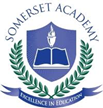 SOMERSET ACADEMY
EXCELLENCE IN EDUCATION